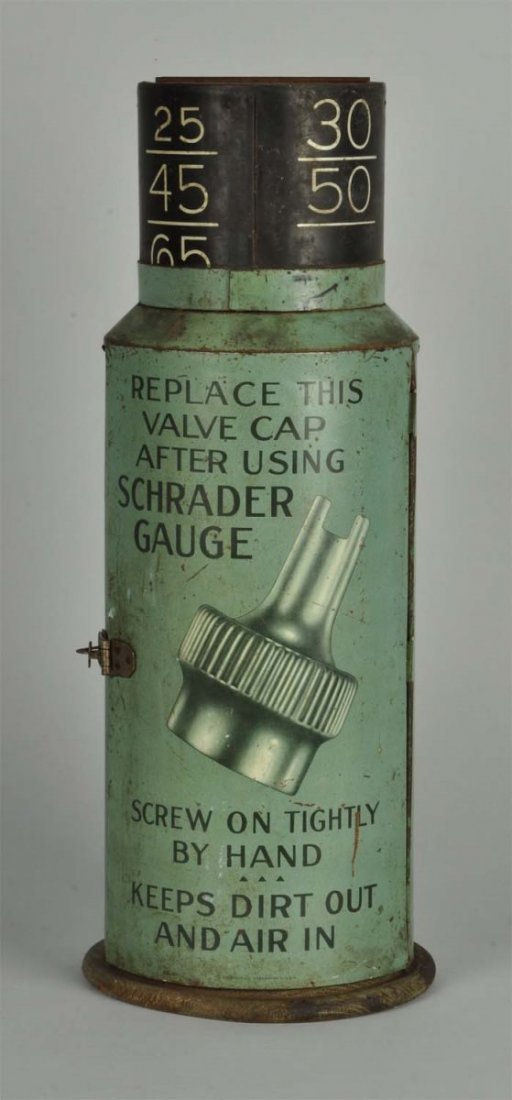 25 30
45 50
65
REPLACE THIS
VALVE CAP
AFTER USING
SCHRADER
GAUGE
SCREW ON TIGHTLY
BY HAND
KEEPS DIRT OUT
AND AIR IN